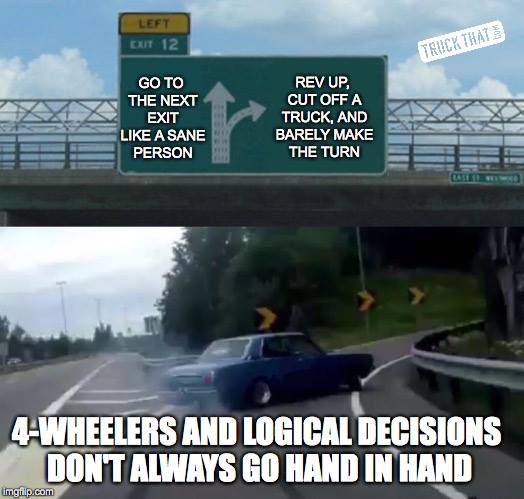 LEFT
EXIT 12
TRUCK THAT
.com
GO TO
THE NEXT
EXIT
LIKE A SANE
PERSON
REV UP,
CUT OFF A
TRUCK, AND
BARELY MAKE
THE TURN
4-WHEELERS AND LOGICAL DECISIONS
DON'T ALWAYS GO HAND IN HAND
imgflip.com